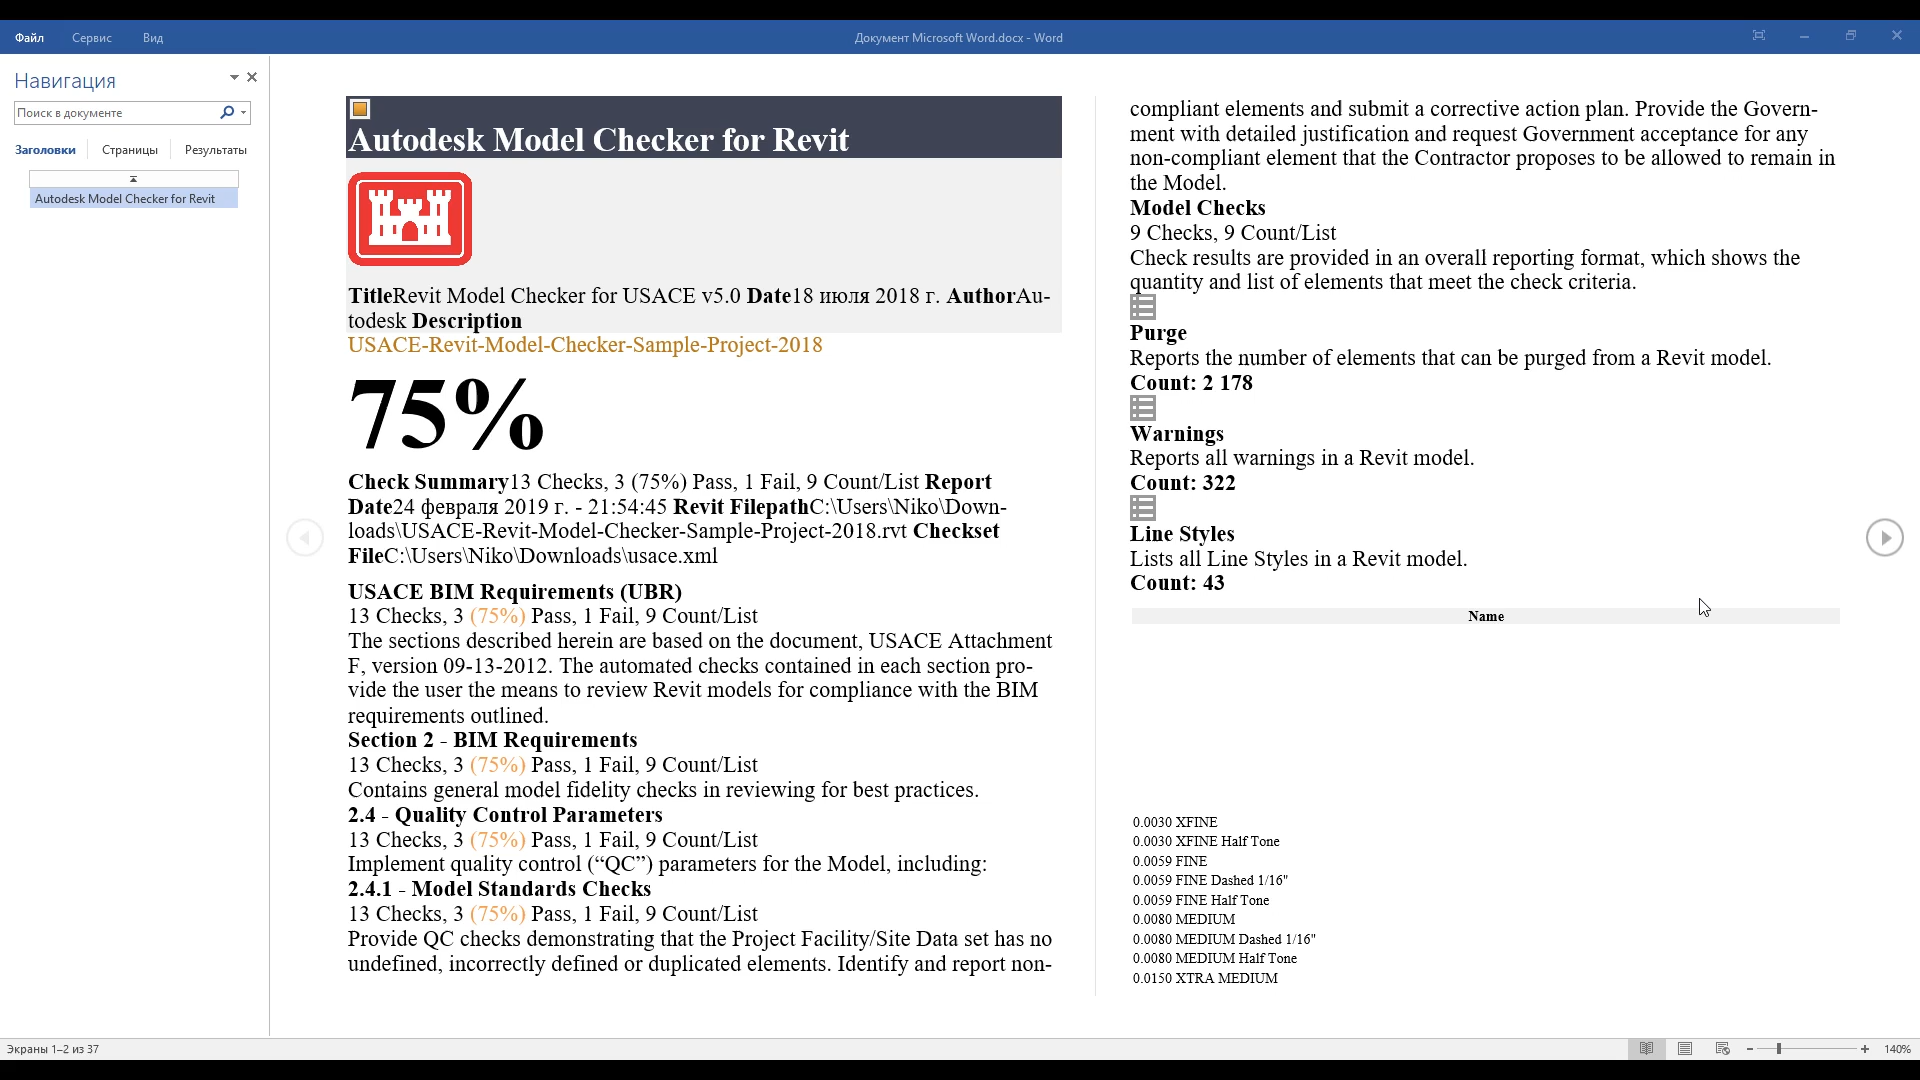 Файл Сервис Вид
Документ Microsoft Word.docx - Word
Навигация
Поиск в документе
Заголовки Страницы Результаты
Autodesk Model Checker for Revit
Autodesk Model Checker for Revit
TitleRevit Model Checker for USACE v5.0 Date18 июля 2018 г. AuthorAu-
todesk Description
USACE-Revit-Model-Checker-Sample-Project-2018
75%
Check Summary13 Checks, 3 (75%) Pass, 1 Fail, 9 Count/List Report
Date24 февраля 2019 г. - 21:54:45 Revit FilepathC:\Users\Niko\Down-
loads\USACE-Revit-Model-Checker-Sample-Project-2018.rvt Checkset
FileC:\Users\Niko\Downloads\usace.xml
USACE BIM Requirements (UBR)
13 Checks, 3 (75%) Pass, 1 Fail, 9 Count/List
The sections described herein are based on the document, USACE Attachment
F, version 09-13-2012. The automated checks contained in each section pro-
vide the user the means to review Revit models for compliance with the BIM
requirements outlined.
Section 2 - BIM Requirements
13 Checks, 3 (75%) Pass, 1 Fail, 9 Count/List
Contains general model fidelity checks in reviewing for best practices.
2.4 - Quality Control Parameters
13 Checks, 3 (75%) Pass, 1 Fail, 9 Count/List
Implement quality control (“QC”) parameters for the Model, including:
2.4.1 - Model Standards Checks
13 Checks, 3 (75%) Pass, 1 Fail, 9 Count/List
Provide QC checks demonstrating that the Project Facility/Site Data set has no
undefined, incorrectly defined or duplicated elements. Identify and report non-
compliant elements and submit a corrective action plan. Provide the Govern-
ment with detailed justification and request Government acceptance for any
non-compliant element that the Contractor proposes to be allowed to remain in
the Model.
Model Checks
9 Checks, 9 Count/List
Check results are provided in an overall reporting format, which shows the
quantity and list of elements that meet the check criteria.
Purge
Reports the number of elements that can be purged from a Revit model.
Count: 2 178
Warnings
Reports all warnings in a Revit model.
Count: 322
Line Styles
Lists all Line Styles in a Revit model.
Count: 43
Name
0.0030 XFINE
0.0030 XFINE Half Tone
0.0059 FINE
0.0059 FINE Dashed 1/16"
0.0059 FINE Half Tone
0.0080 MEDIUM
0.0080 MEDIUM Dashed 1/16"
0.0080 MEDIUM Half Tone
0.0150 XTRA MEDIUM
Экраны 1–2 из 37
140%